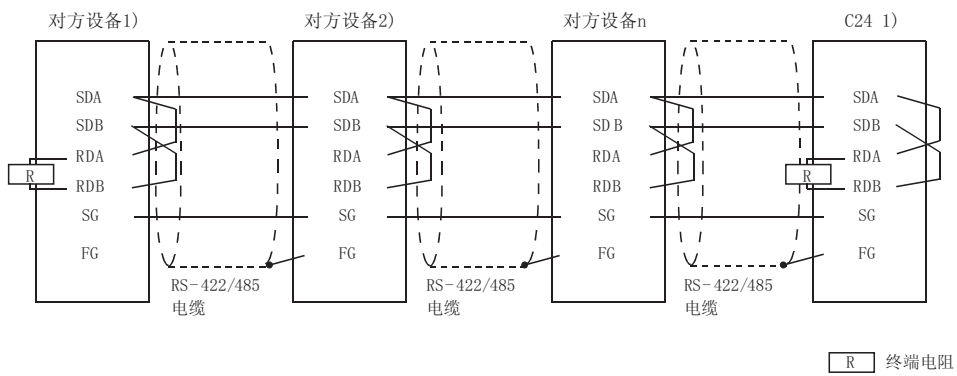 对方设备1)
SDA
SDB
RDA
RDB
SG
FG
R
RS-422/485
电缆
对方设备2)
SDA
SDB
RDA
RDB
SG
FG
RS-422/485
电缆
对方设备n
SDA
SDB
RDA
RDB
SG
FG
RS-422/485
电缆
C24 1)
SDA
SDB
RDA
RDB
SG
FG
R
R 终端电阻